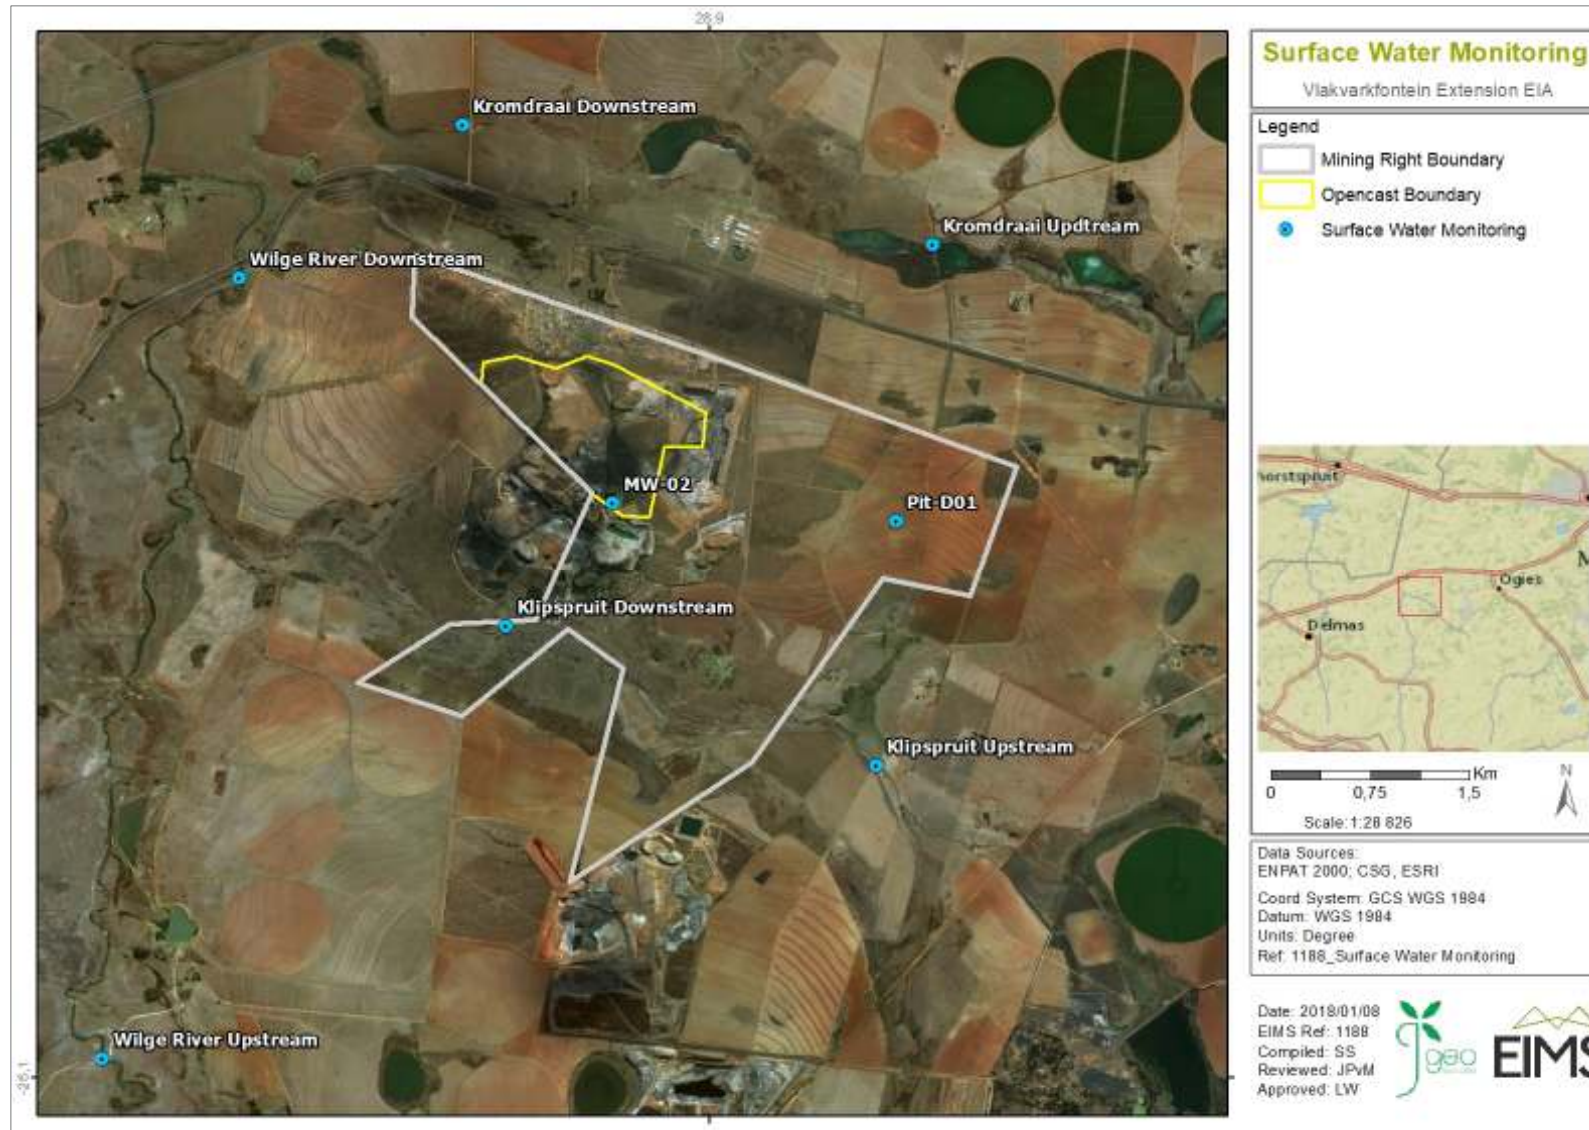 28,9
Kromdraai Downstream
Kromdraai Updtream
Wilge River Downstream
MW-02
Pit-D01
Klipspruit Downstream
Klipspruit Upstream
Wilge River Upstream
-26,1
Surface Water Monitoring
Vlakvarkfontein Extension EIA
Legend
Mining Right Boundary
Opencast Boundary
Surface Water Monitoring
horstspruit
M
Ogies
Delmas
Km
0 0,75 1,5
N
Scale: 1:28 826
Data Sources:
ENPAT 2000; CSG, ESRI
Coord System: GCS WGS 1984
Datum: WGS 1984
Units: Degree
Ref: 1188_Surface Water Monitoring
Date: 2018/01/08
EIMS Ref: 1188
Compiled: SS
Reviewed: JPvM
Approved: LW
geo
EIMS